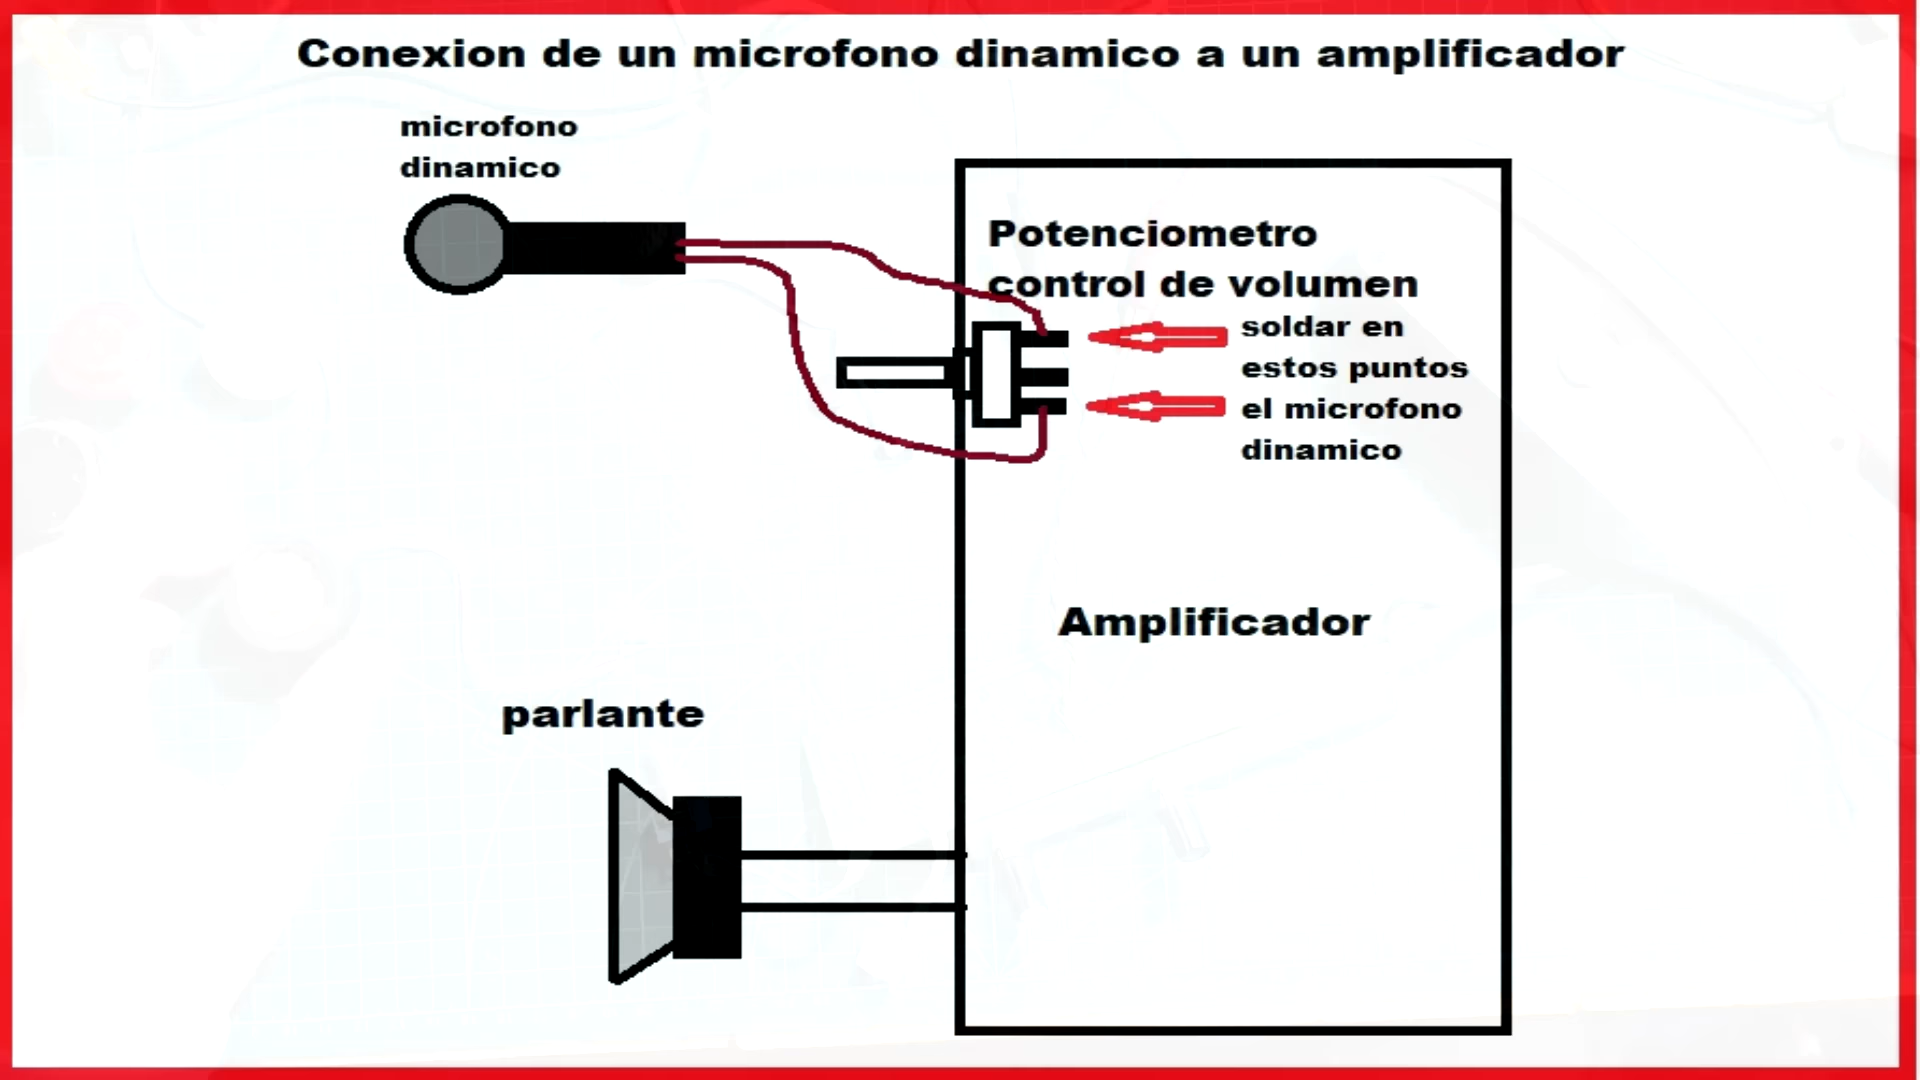 Conexion de un microfono dinamico a un amplificador
microfono
dinamico
Potenciometro
control de volumen
soldar en
estos puntos
el microfono
dinamico
Amplificador
parlante